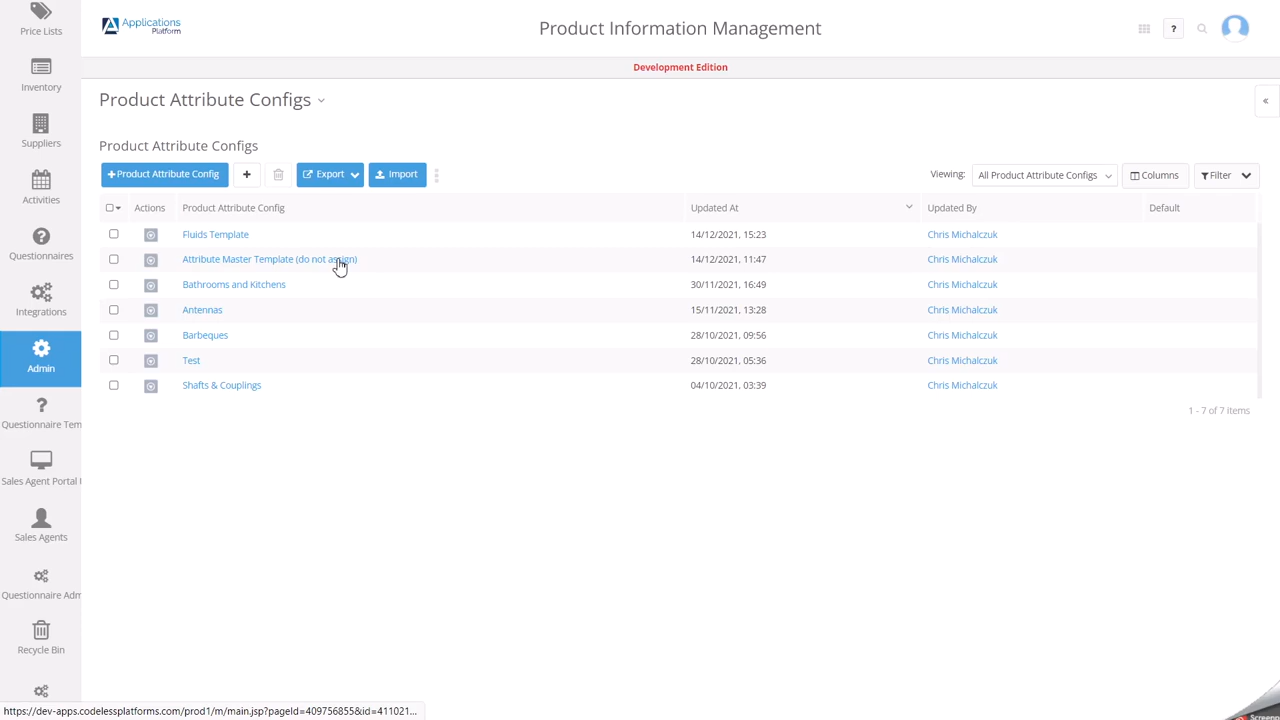 Price Lists
Inventory
Suppliers
Activities
Questionnaires
Integrations
Admin
Questionnaire Tem
Sales Agent Portal
Sales Agents
Questionnaire Adm
Recycle Bin
Applications
Platform
Product Information Management
?
Development Edition
Product Attribute Configs
Product Attribute Configs
+Product Attribute Config
+
Export
Import
Viewing:
All Product Attribute Configs
Columns
Filter
Actions Product Attribute Config Updated At Updated By Default
Fluids Template 14/12/2021, 15:23 Chris Michalczuk
Attribute Master Template (do not assign) 14/12/2021, 11:47 Chris Michalczuk
Bathrooms and Kitchens 30/11/2021, 16:49 Chris Michalczuk
Antennas 15/11/2021, 13:28 Chris Michalczuk
Barbeques 28/10/2021, 09:56 Chris Michalczuk
Test 28/10/2021, 05:36 Chris Michalczuk
Shafts & Couplings 04/10/2021, 03:39 Chris Michalczuk
1 - 7 of 7 items
https://dev-apps.codelessplatforms.com/prod1/m/main.jsp?pageId=409756855&id=411021...